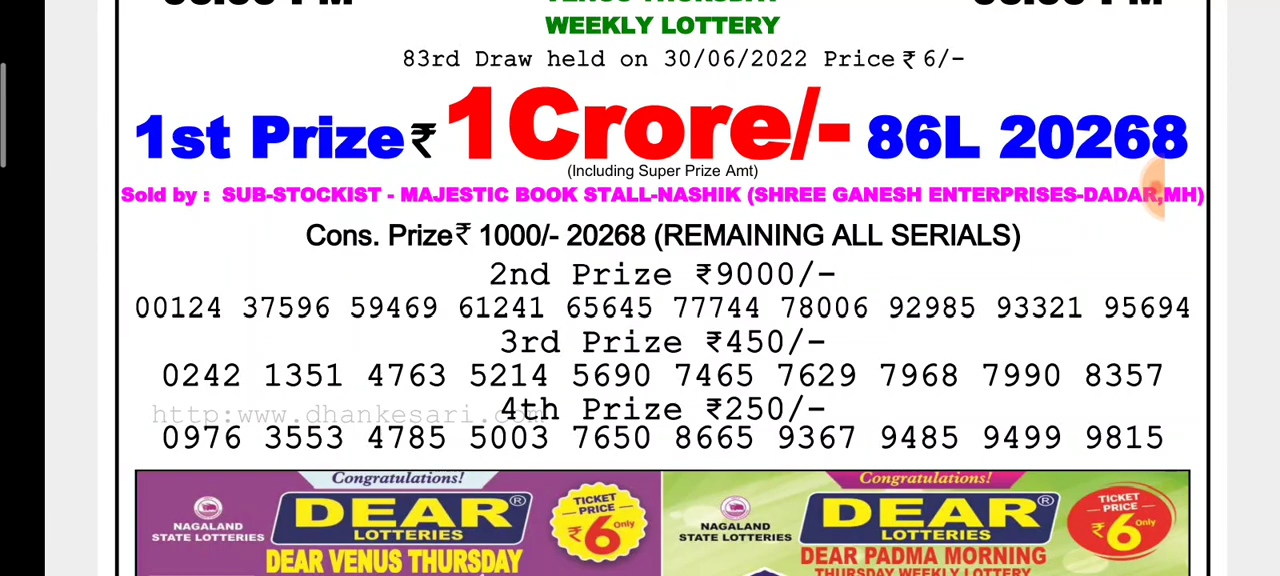 WEEKLY LOTTERY
83rd Draw held on 30/06/2022 Price ₹ 6/-
1st Prize ₹ 1Crore/- 86L 20268
(Including Super Prize Amt)
Sold by : SUB-STOCKIST - MAJESTIC BOOK STALL-NASHIK (SHREE GANESH ENTERPRISES-DADAR,MH)
Cons. Prize ₹ 1000/- 20268 (REMAINING ALL SERIALS)
2nd Prize ₹9000/-
00124 37596 59469 61241 65645 77744 78006 92985 93321 95694
3rd Prize ₹450/-
0242 1351 4763 5214 5690 7465 7629 7968 7990 8357
http:www.dhankesari.com
4th Prize ₹250/-
0976 3553 4785 5003 7650 8665 9367 9485 9499 9815
Congratulations!
NAGALAND
STATE LOTTERIES
DEAR®
LOTTERIES
TICKET
PRICE
₹6 Only
DEAR VENUS THURSDAY
Congratulations!
NAGALAND
STATE LOTTERIES
DEAR®
LOTTERIES
TICKET
PRICE
₹6 Only
DEAR PADMA MORNING
THURSDAY WEEKLY LOTTERY